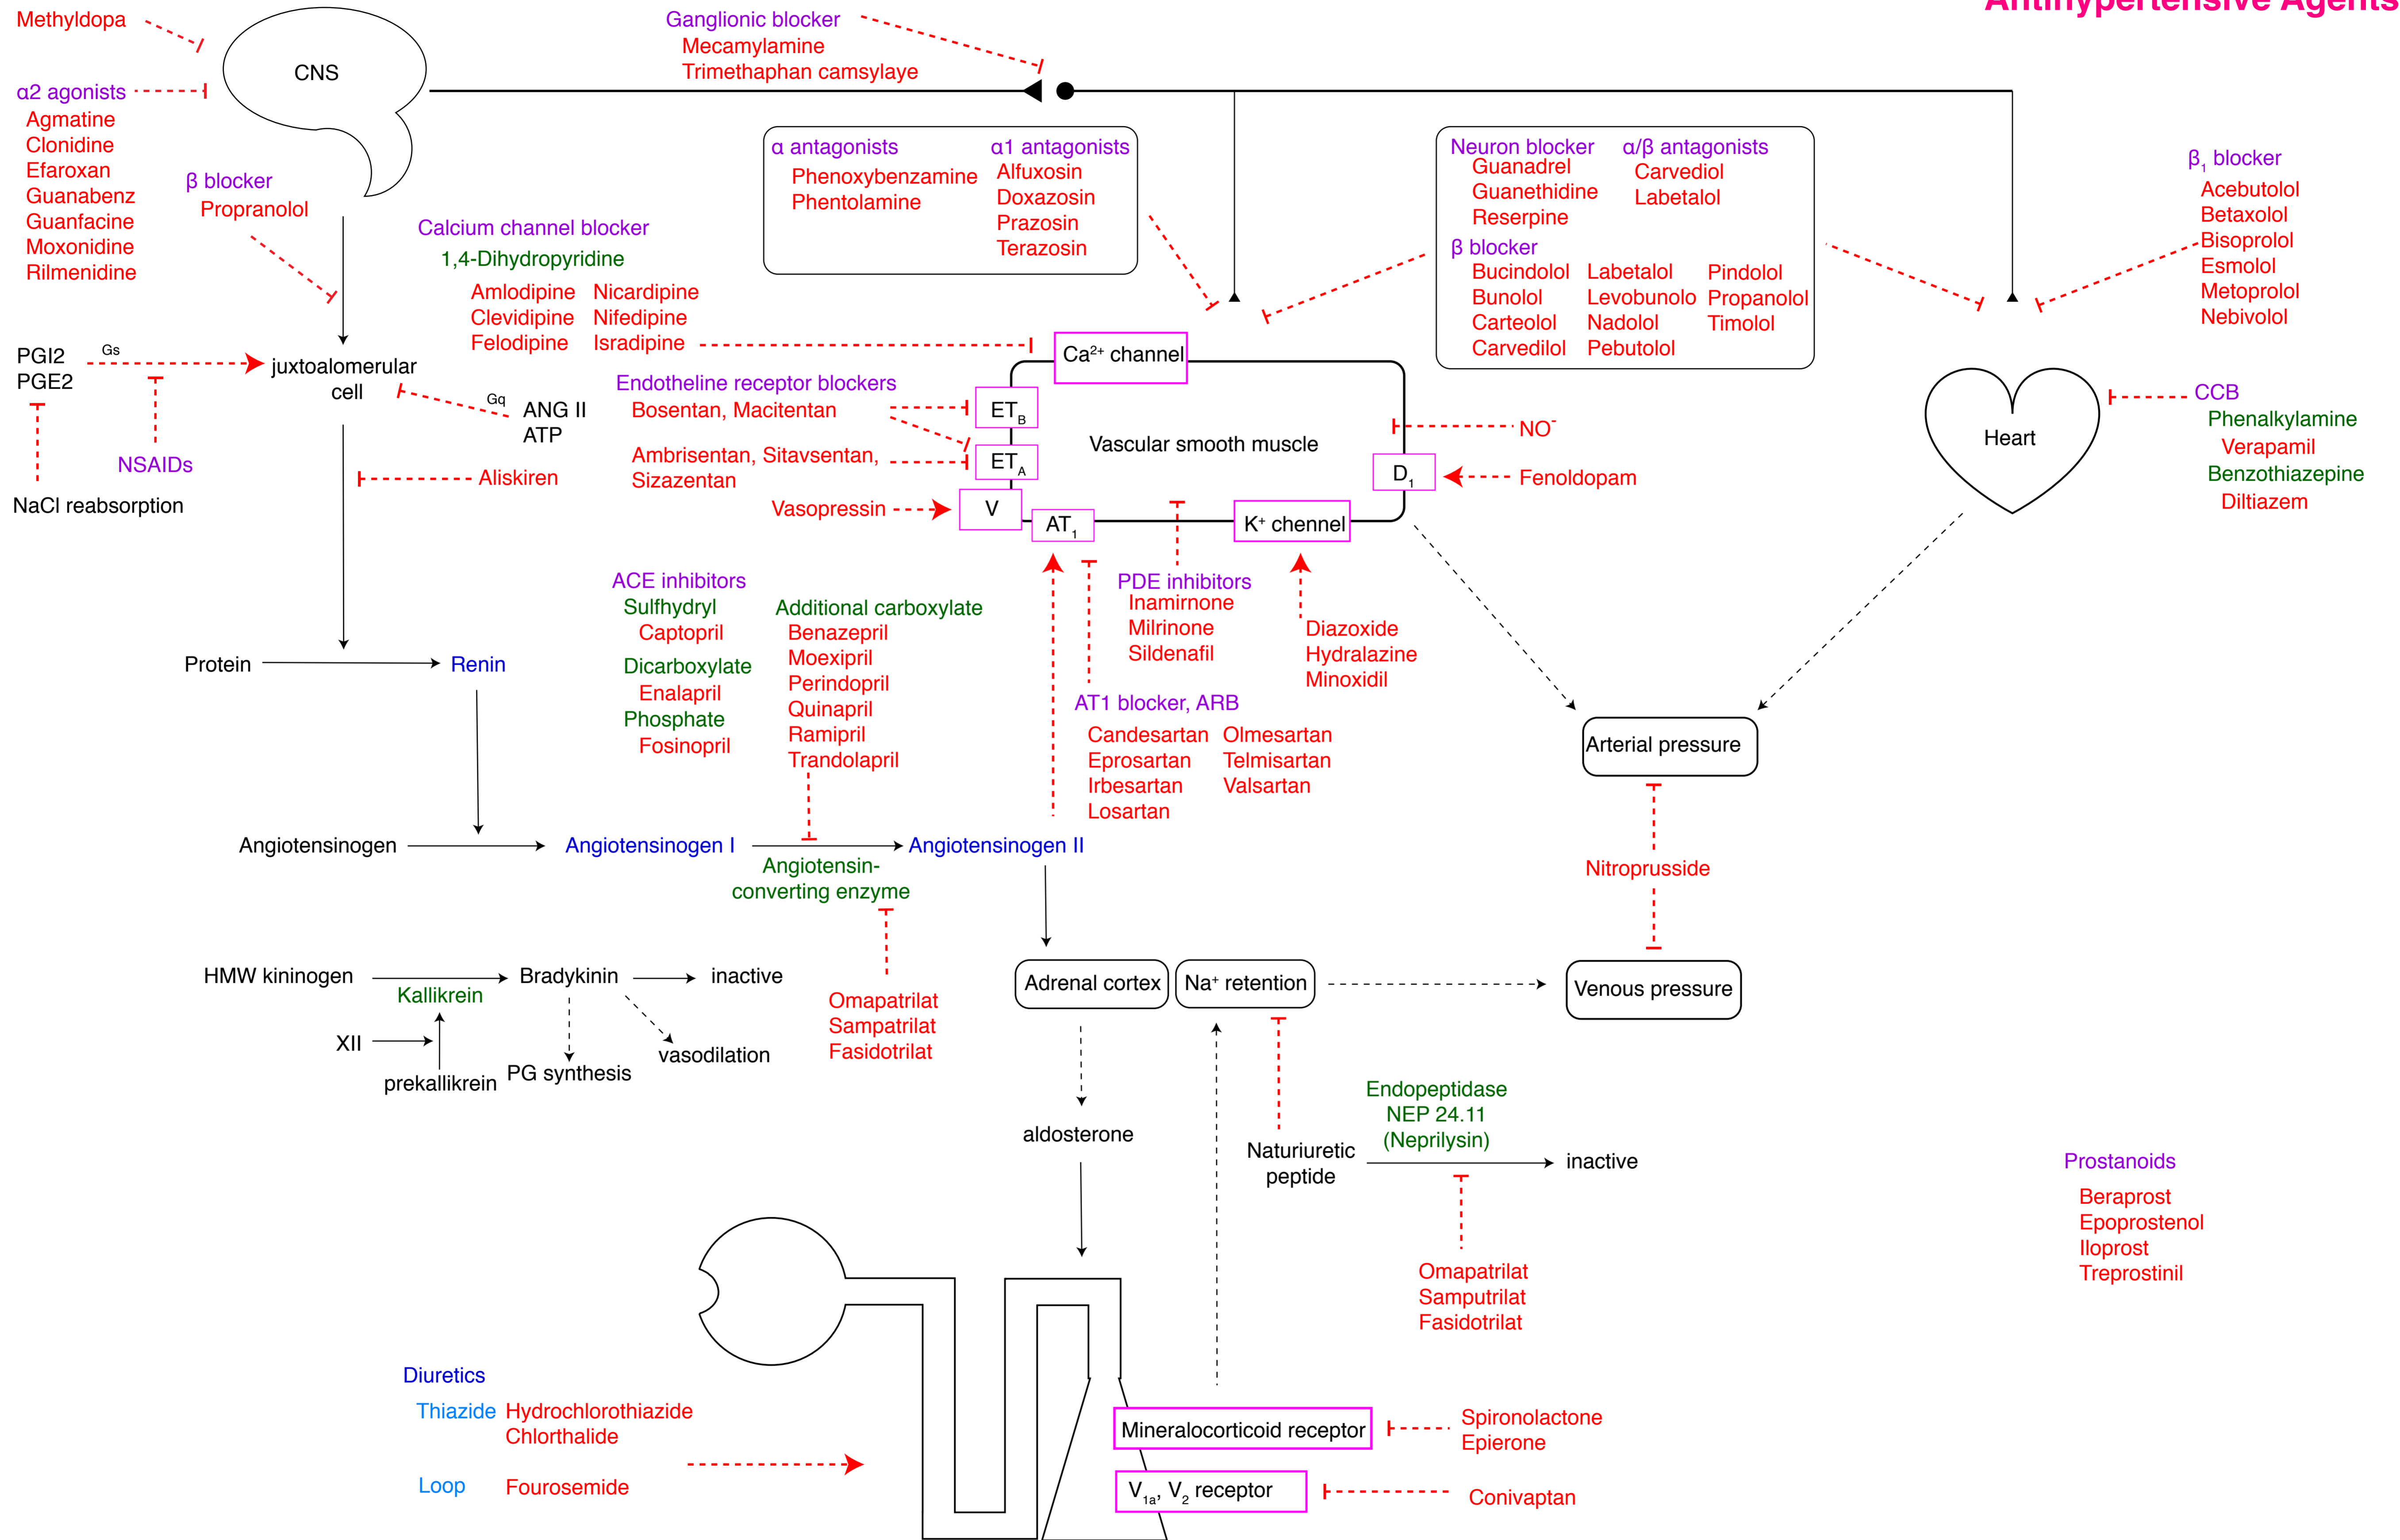 Antihypertensive Agents
Methyldopa
CNS
α2 agonists
Agmatine
Clonidine
Efaroxan
Guanabenz
Guanfacine
Moxonidine
Rilmenidine
β blocker
Propranolol
Ganglionic blocker
Mecamylamine
Trimethaphan camsylaye
α antagonists
Phenoxybenzamine
Phentolamine
α1 antagonists
Alfuxosin
Doxazosin
Prazosin
Terazosin
Neuron blocker
Guanadrel
Guanethidine
Reserpine
α/β antagonists
Carvediol
Labetalol
β blocker
Bucindolol Labetalol Pindolol
Bunolol Levobunolo Propanolol
Carteolol Nadolol Timolol
Carvedilol Pebutolol
β1 blocker
Acebutolol
Betaxolol
Bisoprolol
Esmolol
Metoprolol
Nebivolol
Calcium channel blocker
1,4-Dihydropyridine
Amlodipine Nicardipine
Clevidipine Nifedipine
Felodipine Isradipine
PGI2
PGE2
Gs
juxtoalomerular
cell
Gq
ANG II
ATP
NSAIDs
NaCl reabsorption
Aliskiren
Endotheline receptor blockers
Bosentan, Macitentan
Ambrisentan, Sitavsentan,
Sizazentan
Vasopressin
Ca2+ channel
ETB
ETA
V
AT1
K+ chennel
D1
Vascular smooth muscle
NO-
Fenoldopam
Heart
CCB
Phenalkylamine
Verapamil
Benzothiazepine
Diltiazem
ACE inhibitors
Sulfhydryl
Captopril
Dicarboxylate
Enalapril
Phosphate
Fosinopril
Additional carboxylate
Benazepril
Moexipril
Perindopril
Quinapril
Ramipril
Trandolapril
PDE inhibitors
Inamirnone
Milrinone
Sildenafil
Diazoxide
Hydralazine
Minoxidil
AT1 blocker, ARB
Candesartan Olmesartan
Eprosartan Telmisartan
Irbesartan Valsartan
Losartan
Protein
Renin
Arterial pressure
Angiotensinogen
Angiotensinogen I
Angiotensinogen II
Angiotensin-
converting enzyme
Nitroprusside
HMW kininogen
Kallikrein
Bradykinin
inactive
XII
prekallikrein
PG synthesis
vasodilation
Omapatrilat
Sampatrilat
Fasidotrilat
Adrenal cortex
Na+ retention
Venous pressure
aldosterone
Naturiuretic
peptide
Endopeptidase
NEP 24.11
(Neprilysin)
inactive
Omapatrilat
Samputrilat
Fasidotrilat
Prostanoids
Beraprost
Epoprostenol
Iloprost
Treprostinil
Diuretics
Thiazide Hydrochlorothiazide
Chlorthalide
Loop Fourosemide
Mineralocorticoid receptor
V1a, V2 receptor
Spironolactone
Epierone
Conivaptan